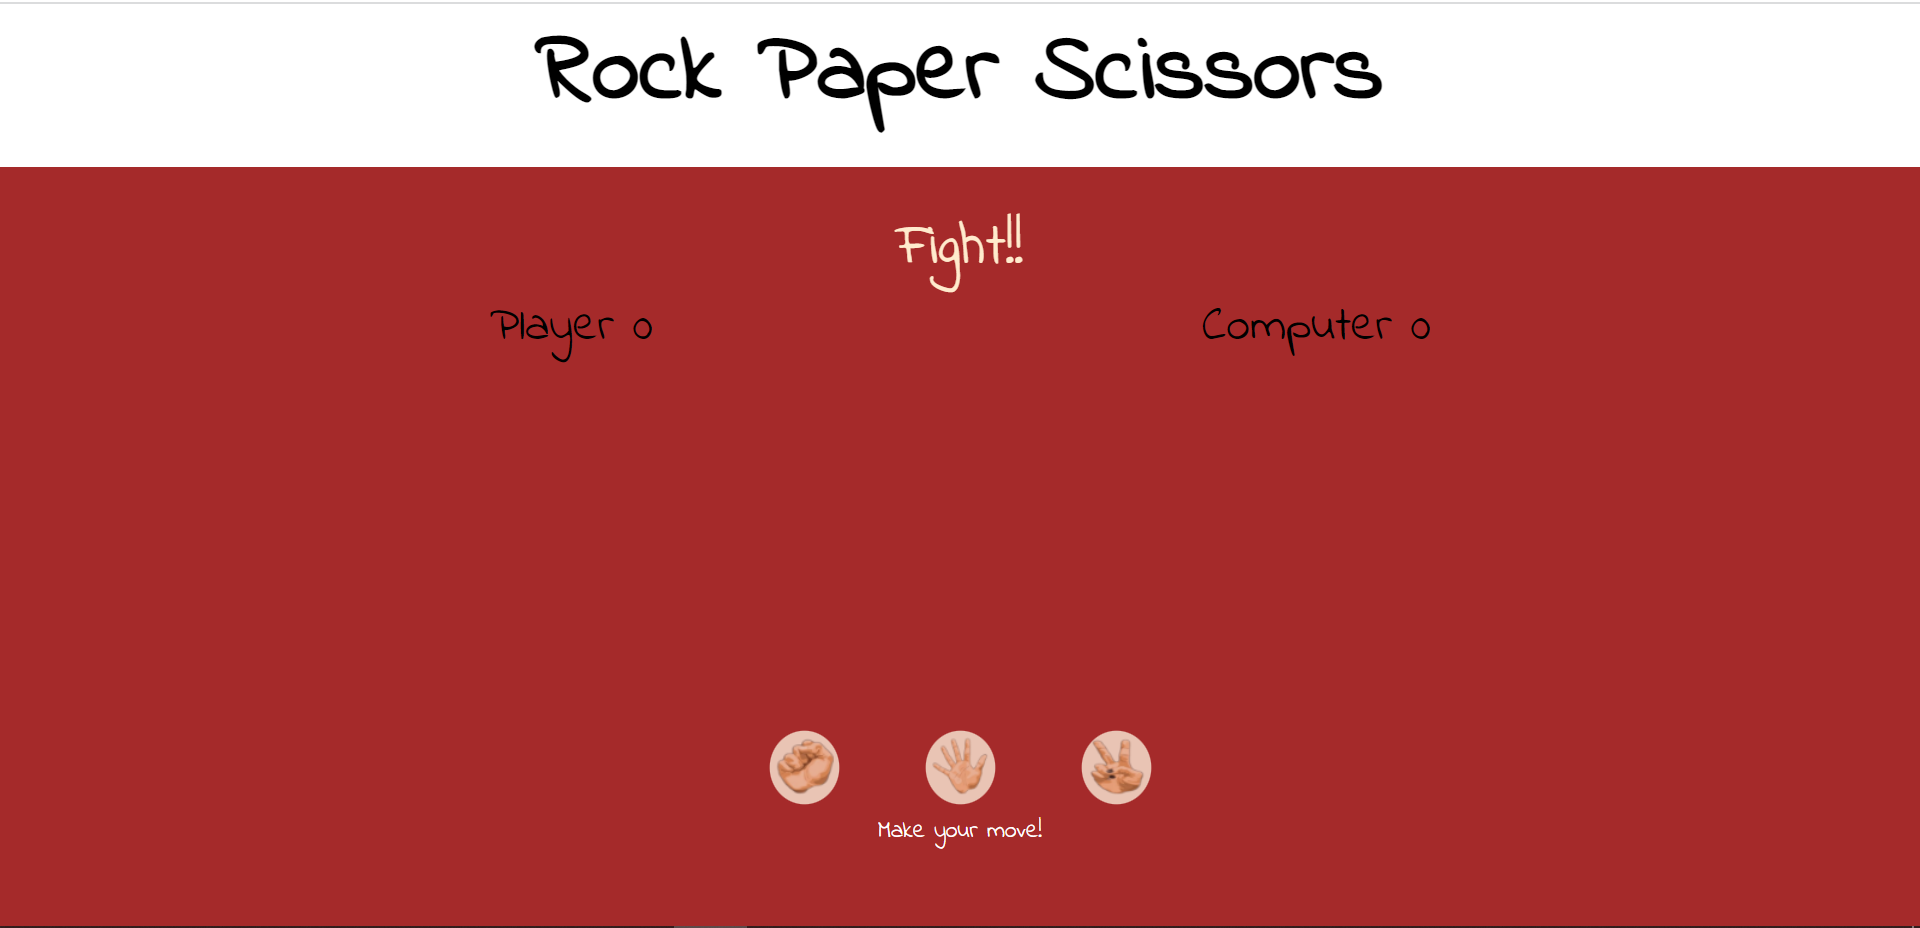 Rock Paper Scissors
Fight!!
Player 0
Computer 0
Make your move!